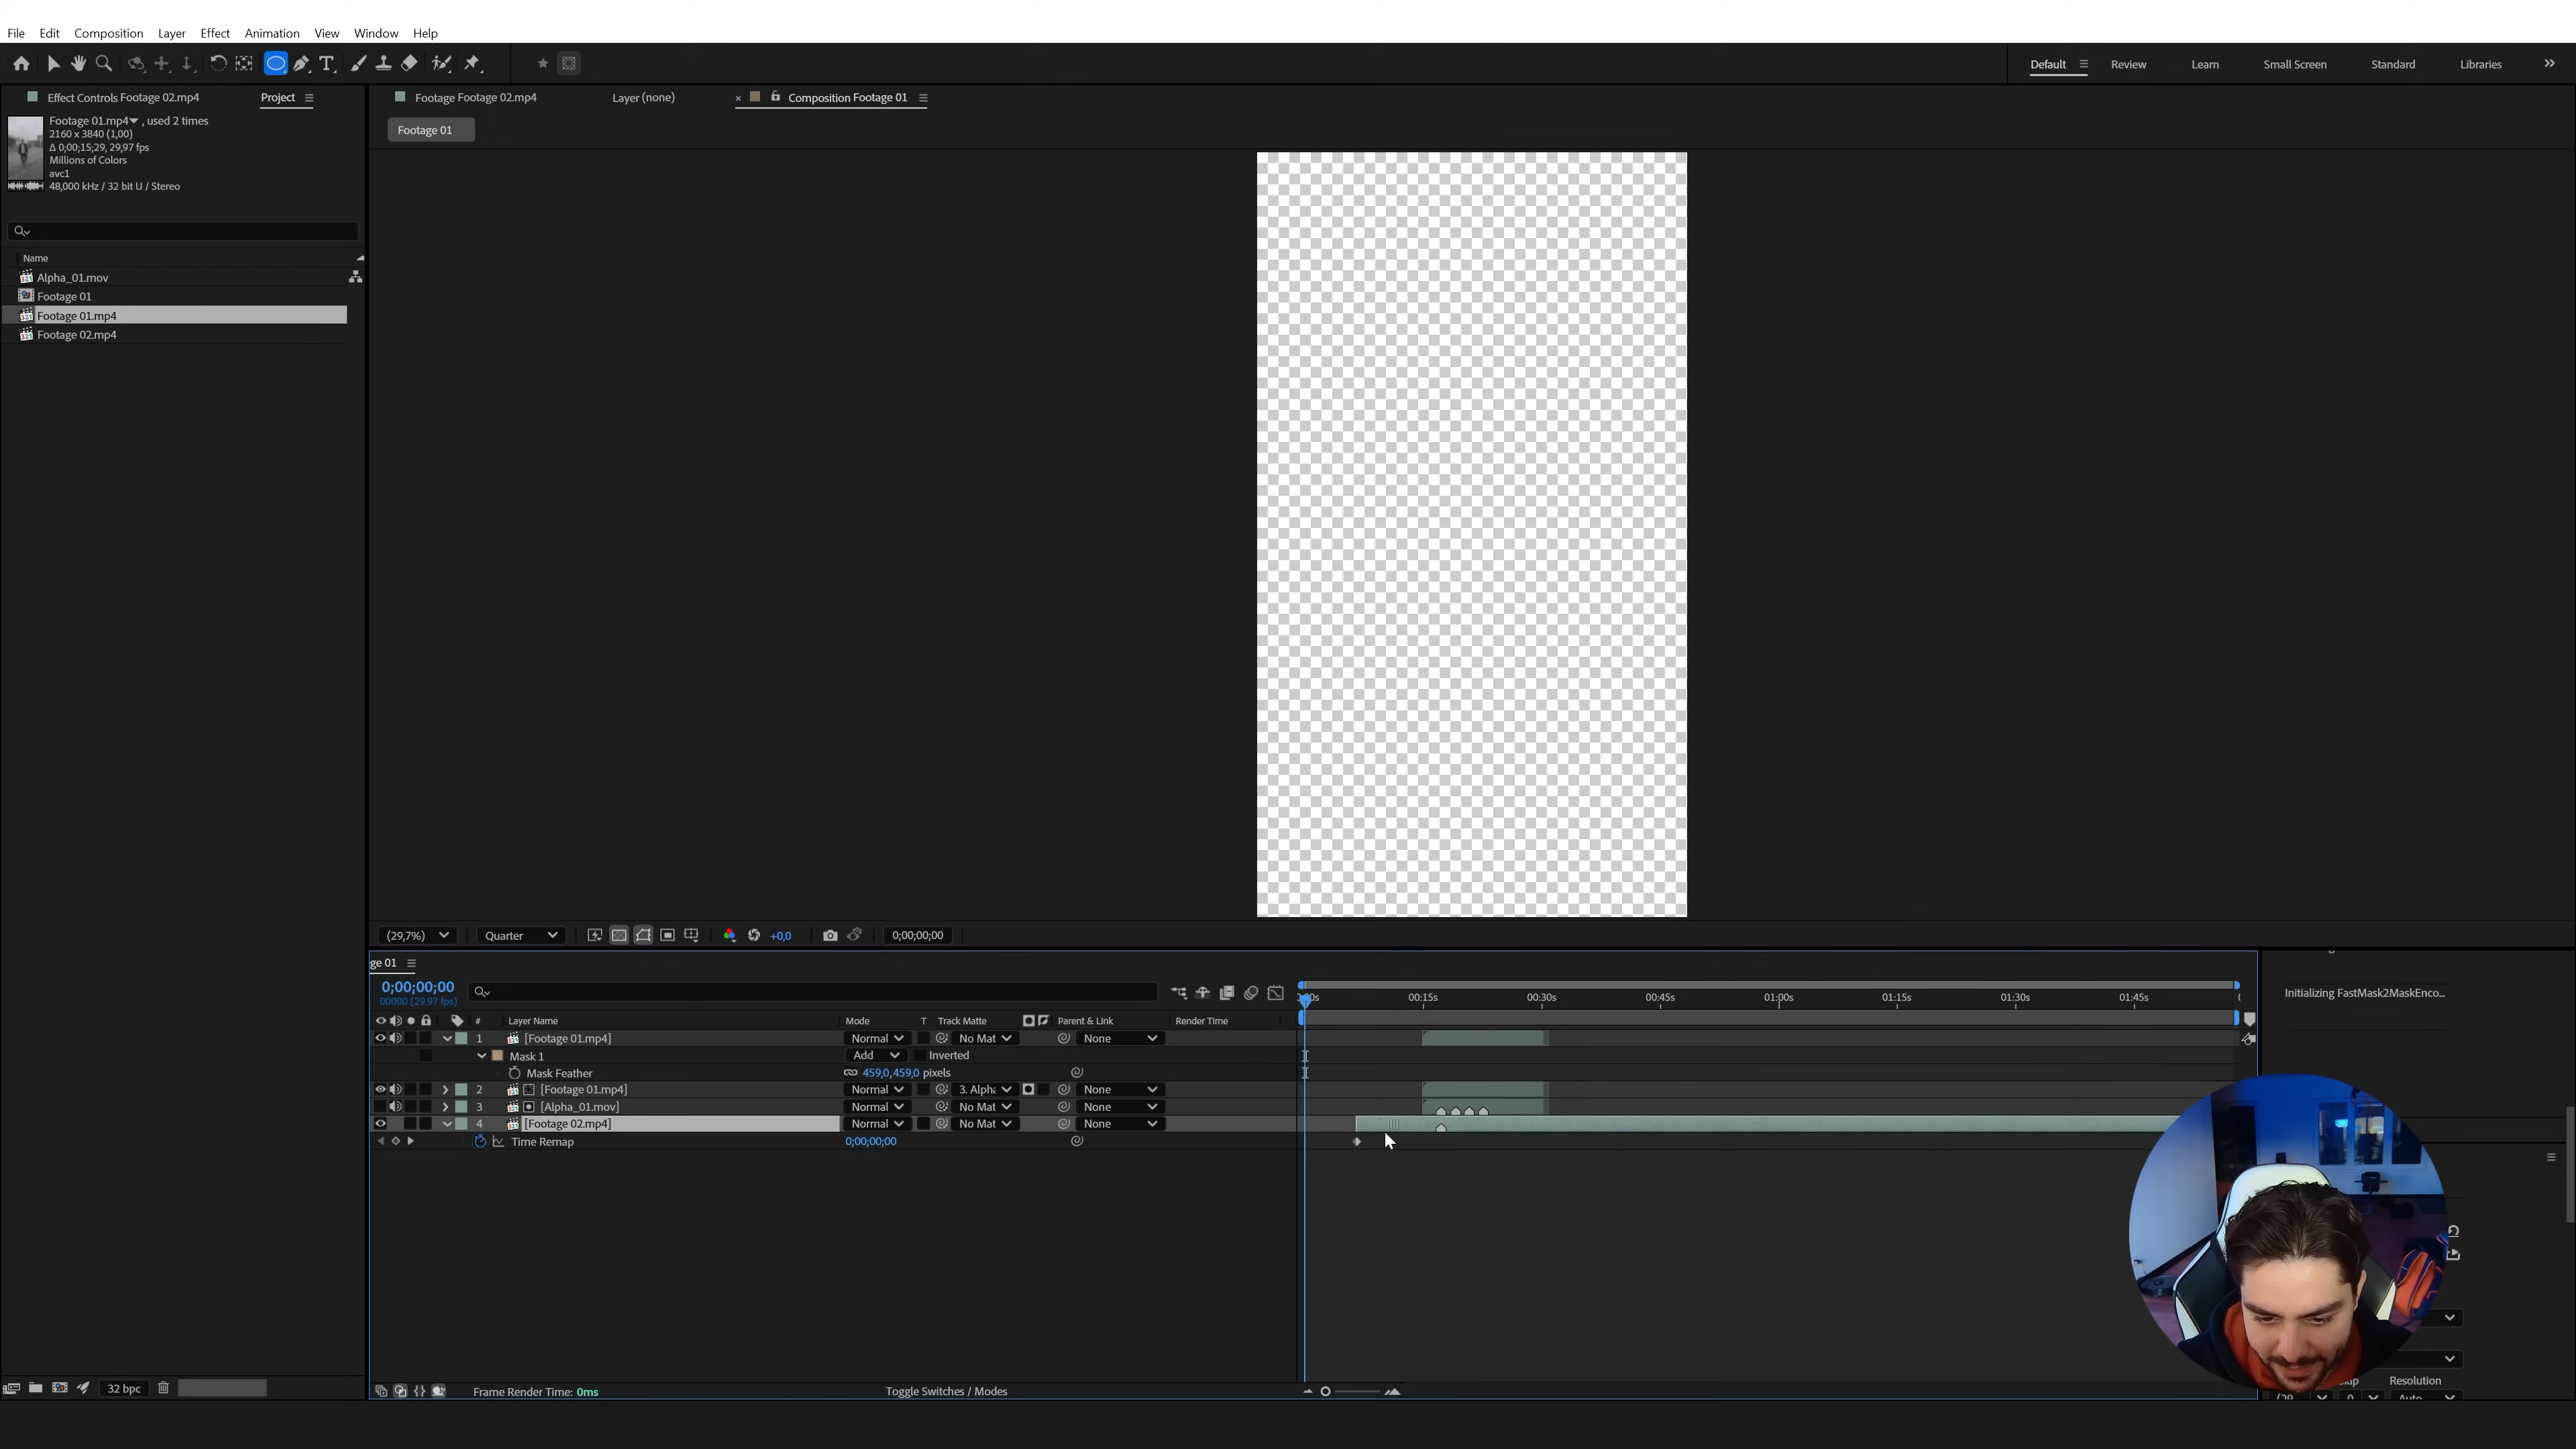 File Edit Composition Layer Effect Animation View Window Help
Default Review Learn Small Screen Standard Libraries
Effect Controls Footage 02.mp4 Project
Footage Footage 02.mp4 Layer (none) Composition Footage 01
Footage 01.mp4 , used 2 times
2160 x 3840 (1,00)
Δ 0;00;15;29, 29,97 fps
Millions of Colors
avc1
48,000 kHz / 32 bit U / Stereo
Footage 01
Name
Alpha_01.mov
Footage 01
Footage 01.mp4
Footage 02.mp4
(29,7%) Quarter +0,0 0;00;00;00
ge 01
0;00;00;00
00000 (29.97 fps)
00:15s 00:30s 00:45s 01:00s 01:15s 01:30s 01:45s
Initializing FastMask2MaskEnco...
# Layer Name Mode T Track Matte Parent & Link Render Time
1 [Footage 01.mp4] Normal No Mat None
Mask 1 Add Inverted
Mask Feather 459,0,459,0 pixels
2 [Footage 01.mp4] Normal 3. Alpha None
3 [Alpha_01.mov] Normal No Mat None
4 [Footage 02.mp4] Normal No Mat None
Time Remap 0;00;00;00
Resolution
Auto
32 bpc
Frame Render Time: 0ms
Toggle Switches / Modes